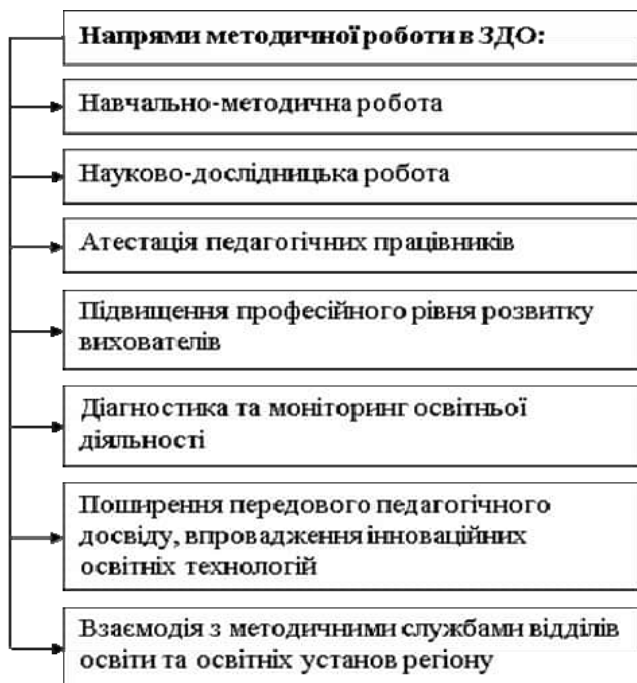 Напрями методичної роботи в ЗДО:
Навчально-методична робота
Науково-дослідницька робота
Атестація педагогічних працівників
Підвищення професійного рівня розвитку
вихователів
Діагностика та моніторинг освітньої
діяльності
Поширення передового педагогічного
досвіду, впровадження інноваційних
освітніх технологій
Взаємодія з методичними службами відділів
освіти та освітніх установ регіону